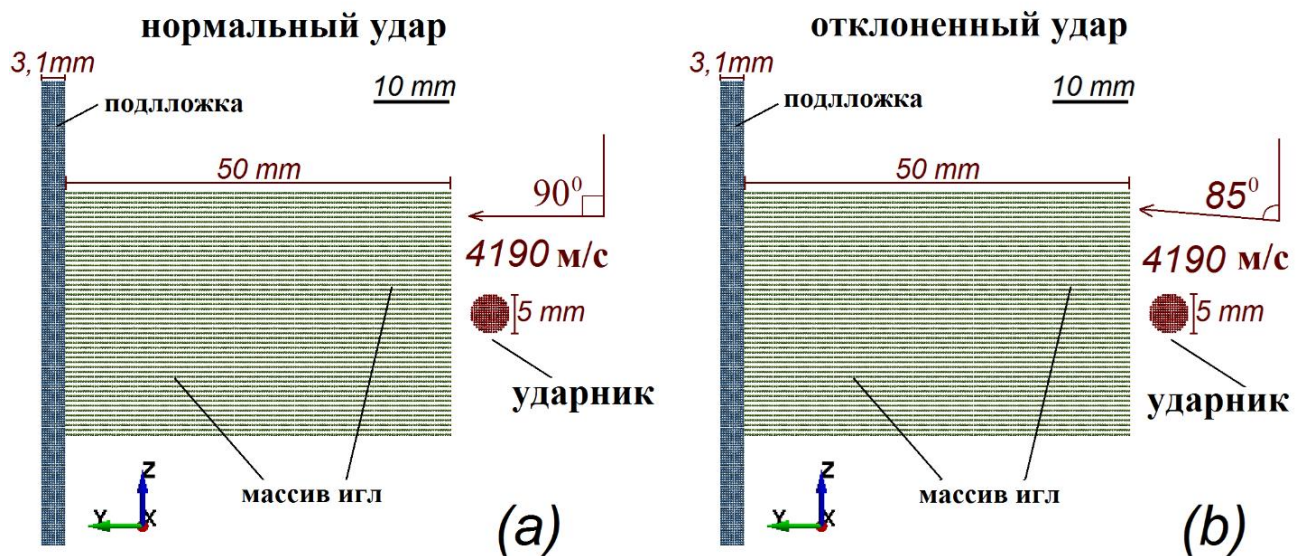 нормальный удар
3,1mm
10 mm
подлложка
50 mm
90⁰
4190 м/с
5 mm
ударник
массив игл
Z
Y
X
(a)
отклоненный удар
3,1mm
10 mm
подлложка
50 mm
85⁰
4190 м/с
5 mm
ударник
массив игл
Z
Y
X
(b)